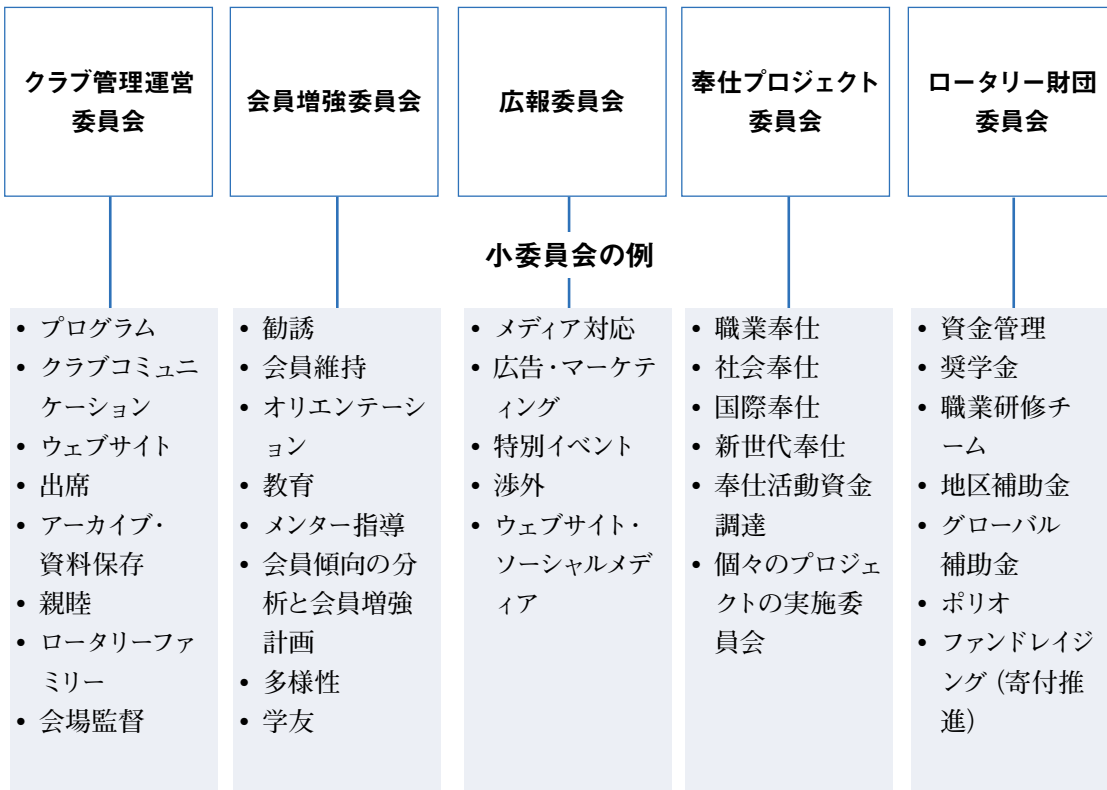 クラブ管理運営
委員会
会員増強委員会
広報委員会
奉仕プロジェクト
委員会
ロータリー財団
委員会
小委員会の例
• プログラム
• クラブコミュニ
ケーション
• ウェブサイト
• 出席
• アーカイブ・
資料保存
• 親睦
• ロータリーファ
ミリー
• 会場監督
• 勧誘
• 会員維持
• オリエンテーシ
ョン
• 教育
• メンター指導
• 会員傾向の分
析と会員増強
計画
• 多様性
• 学友
• メディア対応
• 広告・マーケテ
ィング
• 特別イベント
• 渉外
• ウェブサイト・
ソーシャルメデ
ィア
• 職業奉仕
• 社会奉仕
• 国際奉仕
• 新世代奉仕
• 奉仕活動資金
調達
• 個々のプロジェ
クトの実施委
員会
• 資金管理
• 奨学金
• 職業研修チ
ーム
• 地区補助金
• グローバル
補助金
• ポリオ
• ファンドレイジ
ング (寄付推
進)